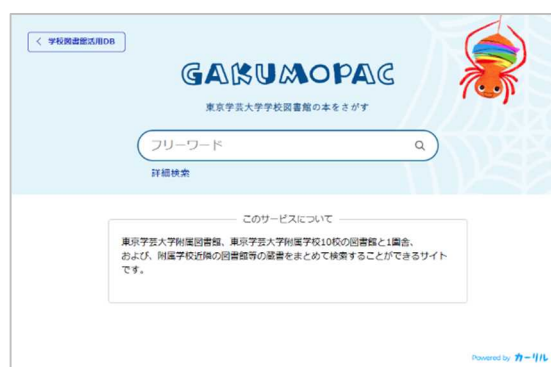 < 学校図書館活用DB
GAKUMOPAC
東京学芸大学学校図書館の本をさがす
フリーワード
詳細検索
このサービスについて
東京学芸大学附属図書館、東京学芸大学附属学校10校の図書館と1園舎、
および、附属学校近隣の図書館等の蔵書をまとめて検索することができるサイト
です。
Powered by カーリル